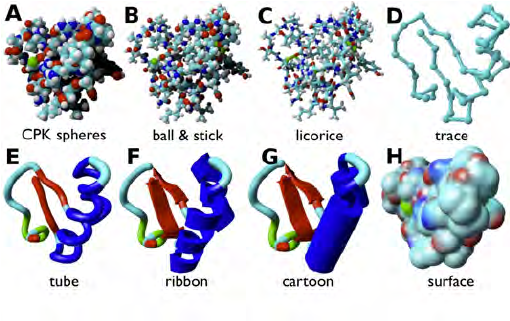 A B C D
CPK spheres ball & stick licorice trace
E F G H
tube ribbon cartoon surface